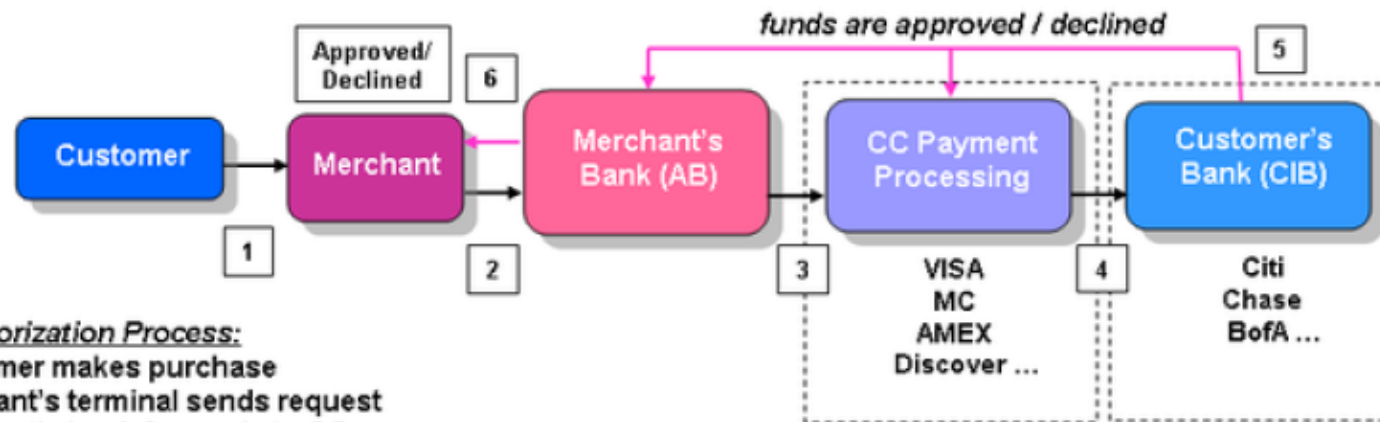 funds are approved / declined
5
Approved/
Declined
6
Customer
Merchant
Merchant's
Bank (AB)
CC Payment
Processing
Customer's
Bank (CIB)
1
2
3
4
VISA
MC
AMEX
Discover ...
Citi
Chase
BofA ...
orization Process:
mer makes purchase
ant's terminal sends request